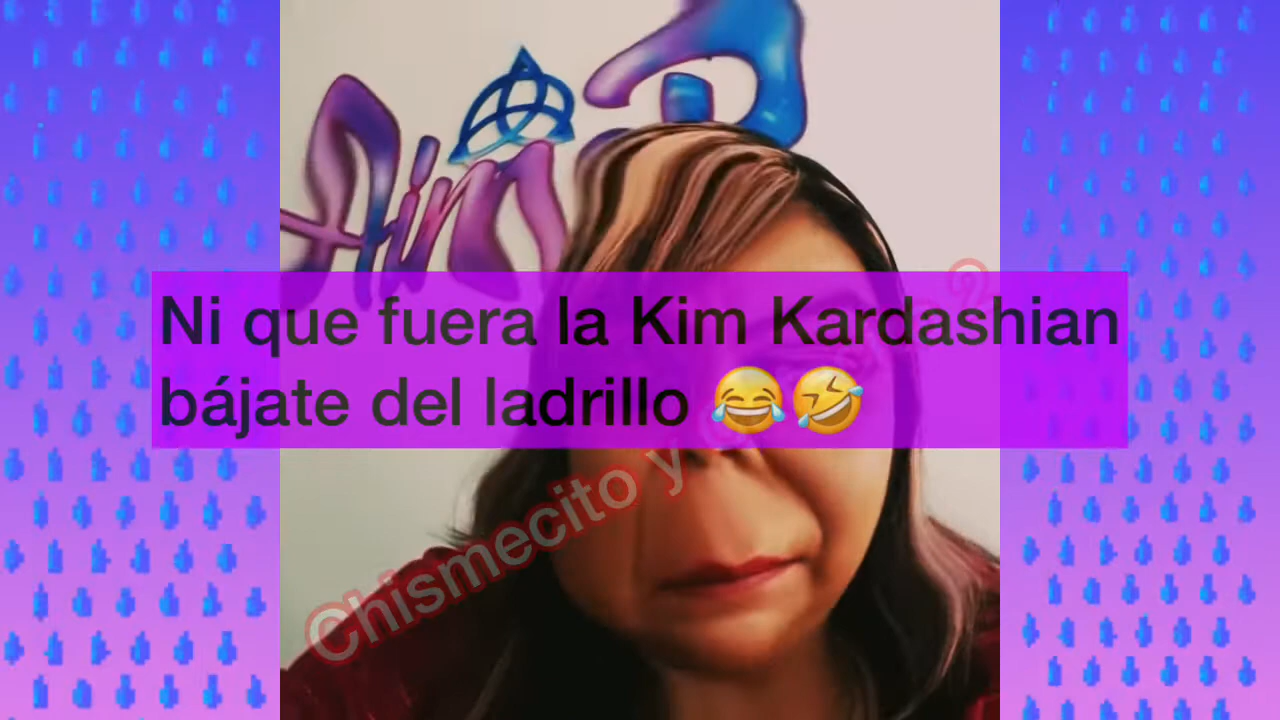 Ni que fuera la Kim Kardashian
bájate del ladrillo 😂🤣
Chismecito y